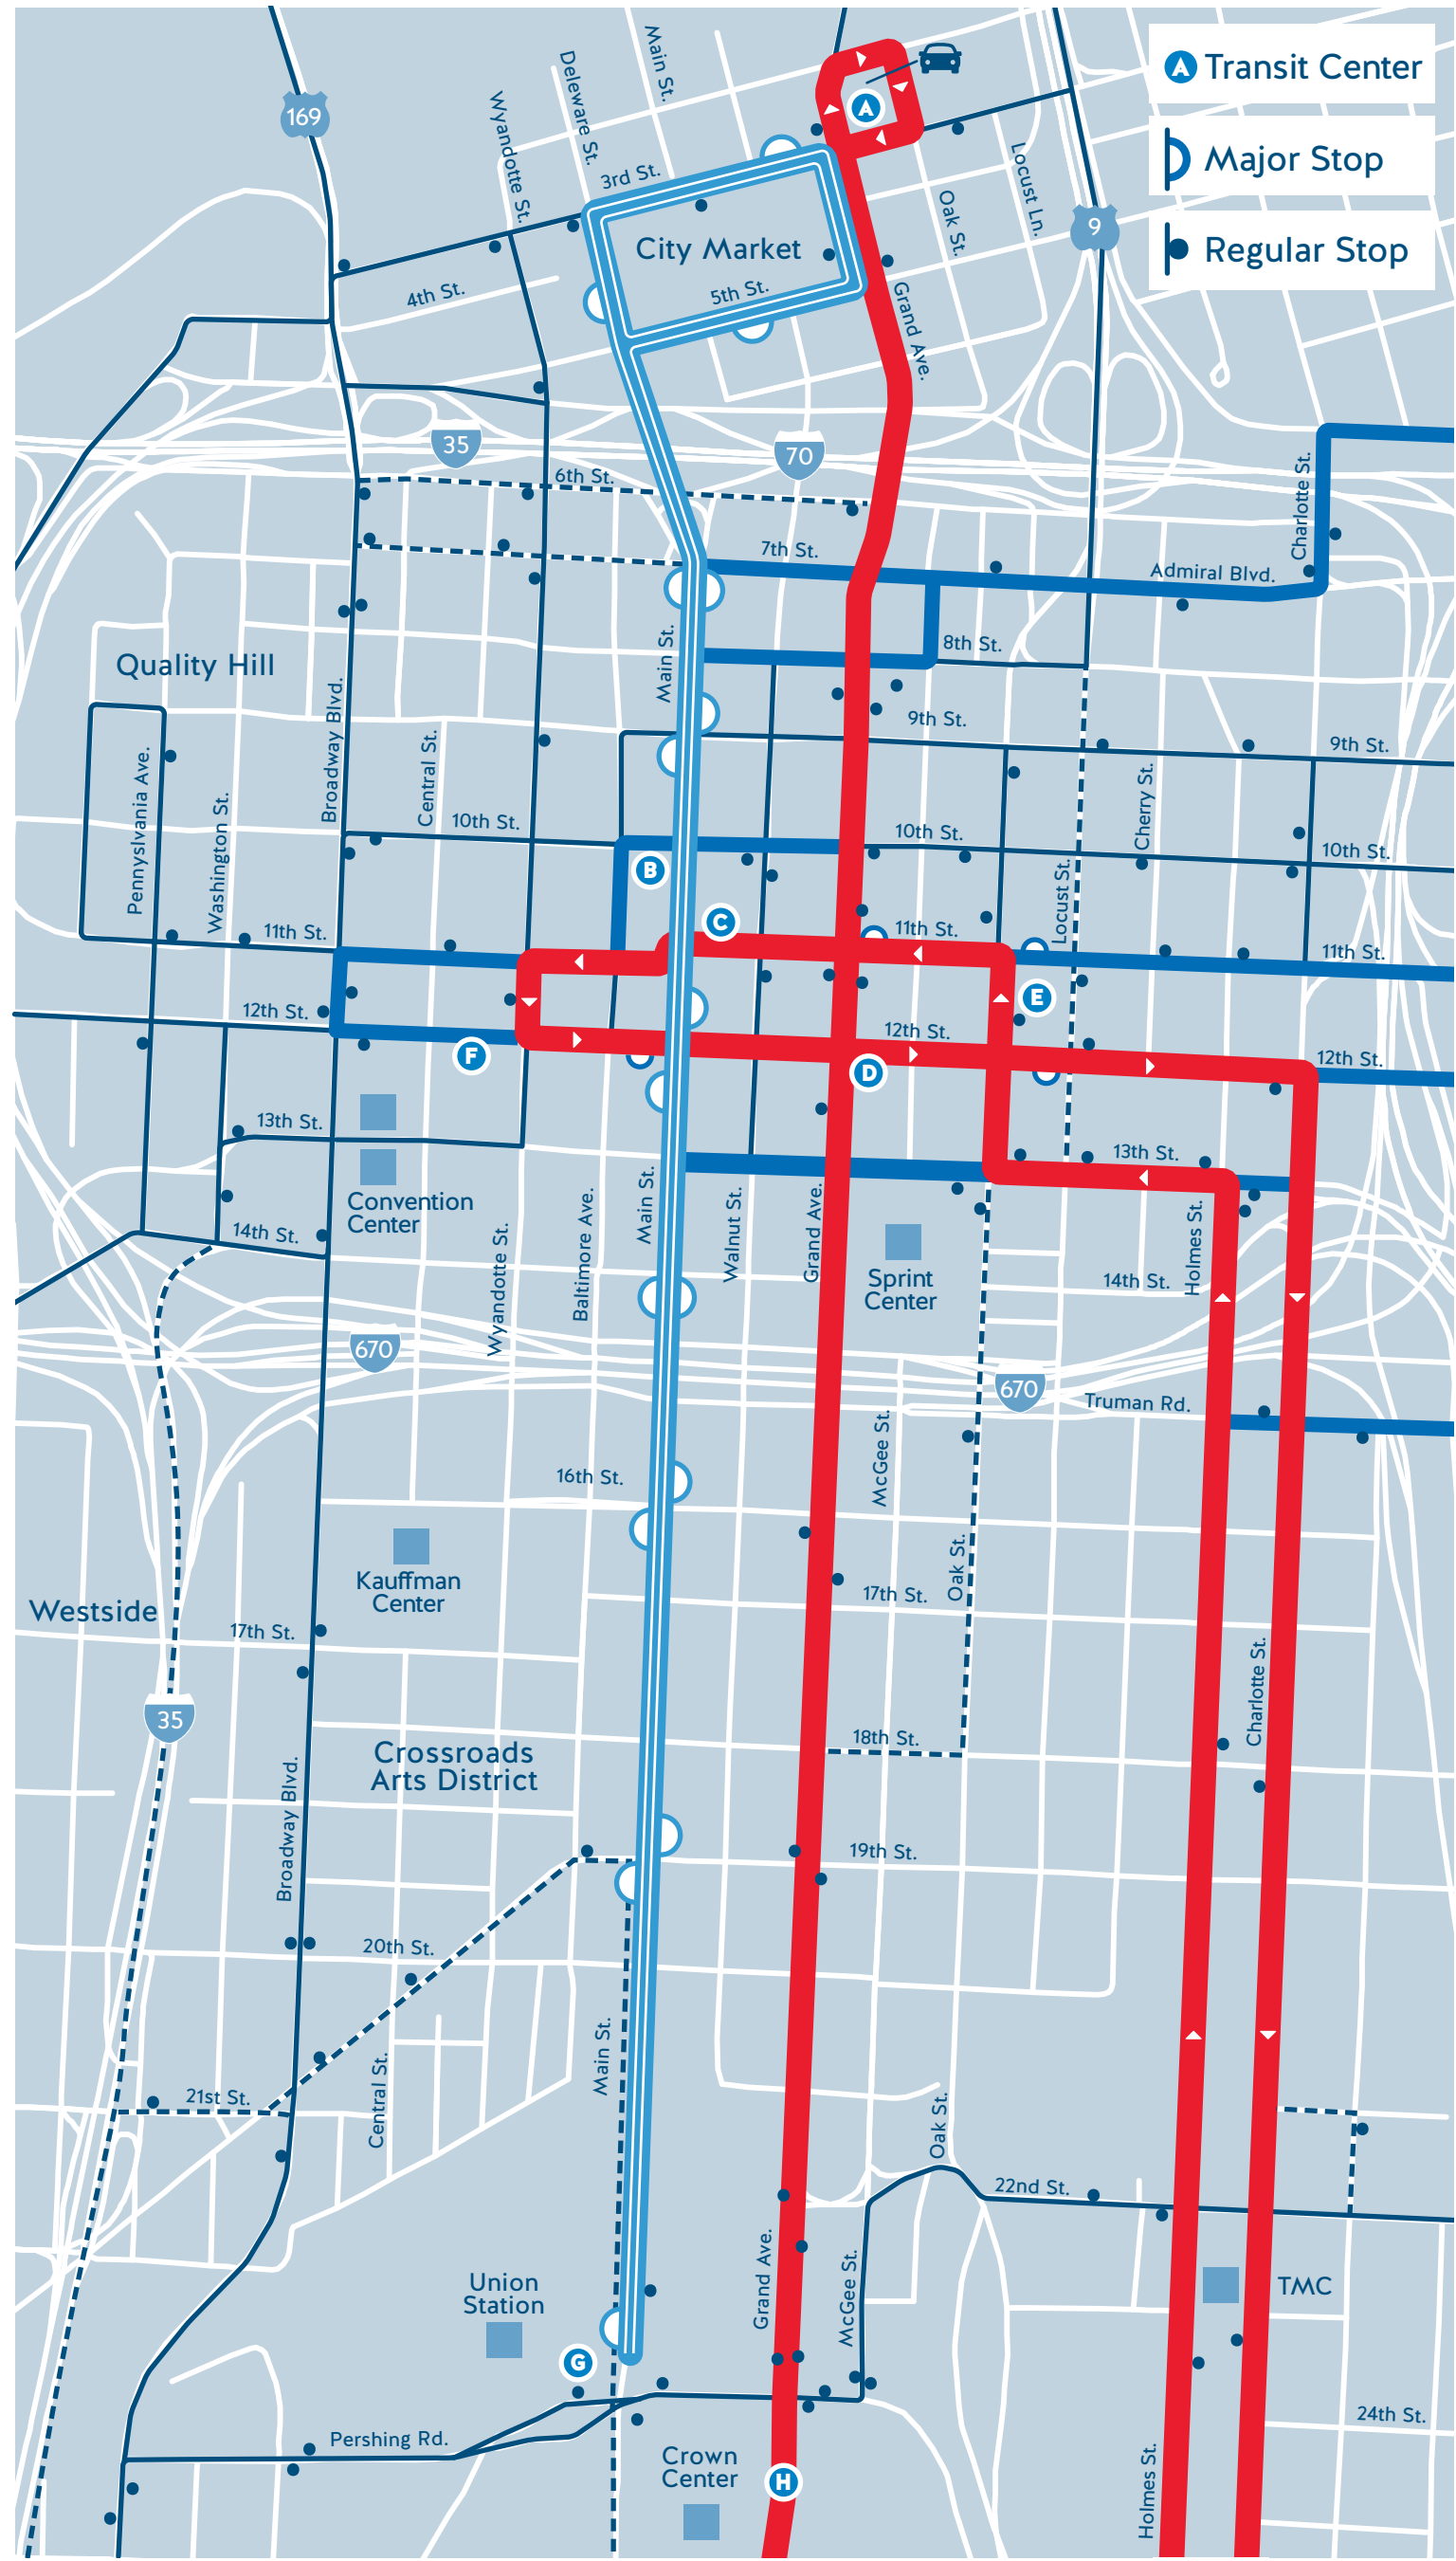 Transit Center
A
Major Stop
Regular Stop
169
9
A
Main St.
Deleware St.
Wyandotte St.
3rd St.
Locust Ln.
Oak St.
City Market
4th St.
5th St.
Grand Ave.
35
70
6th St.
Charlotte St.
7th St.
Admiral Blvd.
Main St.
8th St.
Quality Hill
Broadway Blvd.
9th St.
9th St.
Pennyslvania Ave.
Washington St.
Central St.
10th St.
10th St.
Cherry St.
10th St.
B
Locust St.
C
11th St.
11th St.
11th St.
E
12th St.
12th St.
12th St.
F
D
13th St.
13th St.
Convention
Center
14th St.
Wyandotte St.
Baltimore Ave.
Main St.
Walnut St.
Grand Ave.
Sprint
Center
14th St.
Holmes St.
670
670
Truman Rd.
McGee St.
16th St.
Kauffman
Center
Oak St.
17th St.
Westside
17th St.
Charlotte St.
35
18th St.
Crossroads
Arts District
Broadway Blvd.
19th St.
20th St.
Main St.
21st St.
Central St.
Oak St.
22nd St.
Grand Ave.
McGee St.
Union
Station
TMC
G
24th St.
Pershing Rd.
Crown
Center
H
Holmes St.